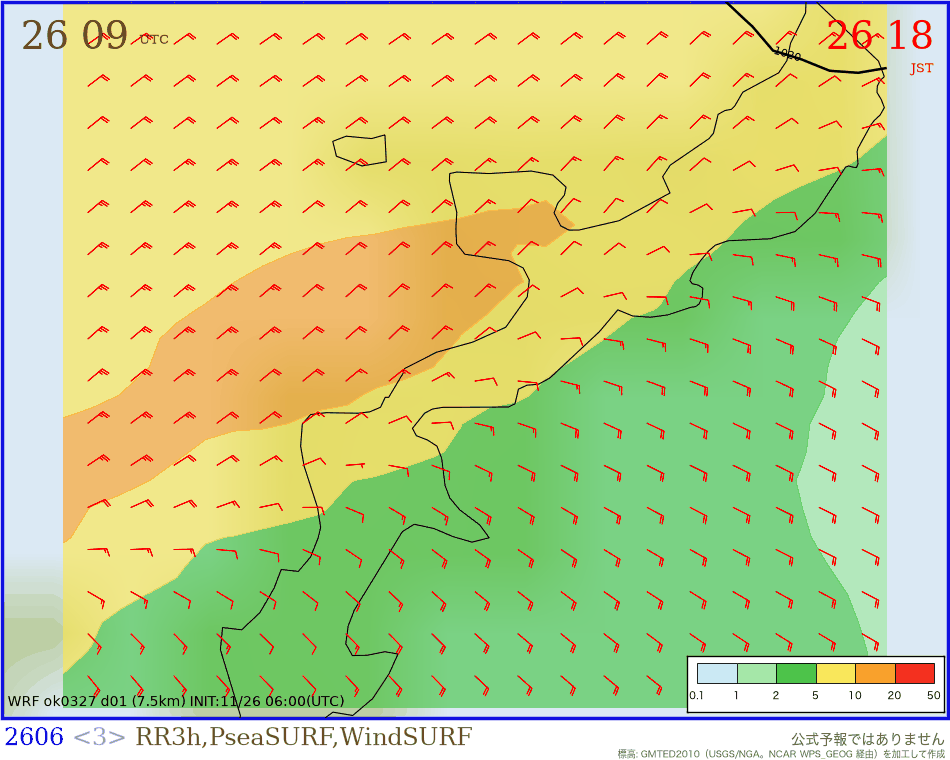 26 09 UTC
26 18
JST
1020
WRF ok0327 d01 (7.5km) INIT:11/26 06:00(UTC)
0.1 1 2 5 10 20 50
2606 <3> RR3h,PseaSURF,WindSURF
公式予報ではありません
標高: GMTED2010（USGS/NGA。NCAR WPS_GEOG 経由）を加工して作成